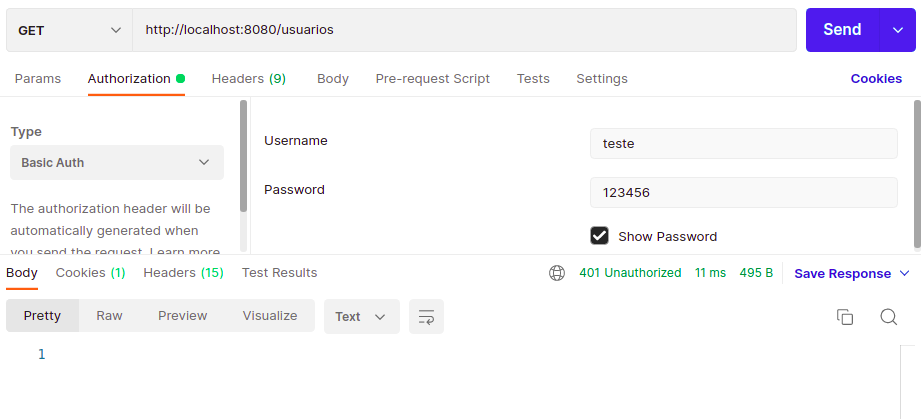 GET http://localhost:8080/usuarios Send
Params Authorization Headers (9) Body Pre-request Script Tests Settings Cookies
Type
Basic Auth
The authorization header will be
automatically generated when
you send the request. Learn more
Username teste
Password 123456
Show Password
Body Cookies (1) Headers (15) Test Results 401 Unauthorized 11 ms 495 B Save Response
Pretty Raw Preview Visualize Text
1